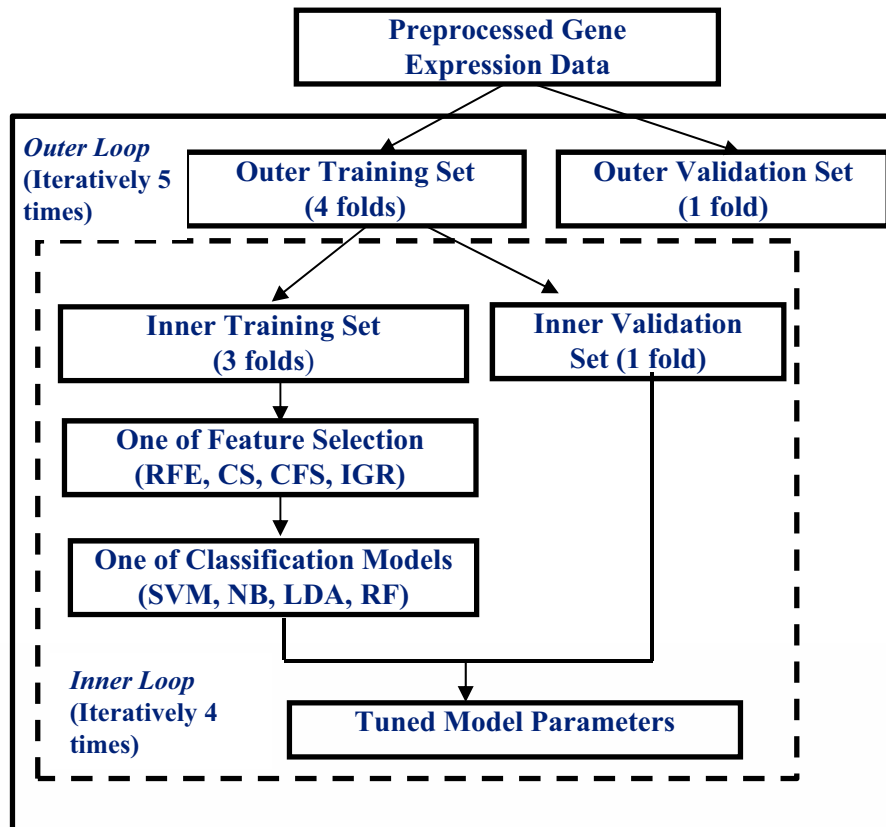 Preprocessed Gene
Expression Data
Outer Loop
(Iteratively 5
times)
Outer Training Set
(4 folds)
Outer Validation Set
(1 fold)
Inner Training Set
(3 folds)
Inner Validation
Set (1 fold)
One of Feature Selection
(RFE, CS, CFS, IGR)
One of Classification Models
(SVM, NB, LDA, RF)
Inner Loop
(Iteratively 4
times)
Tuned Model Parameters